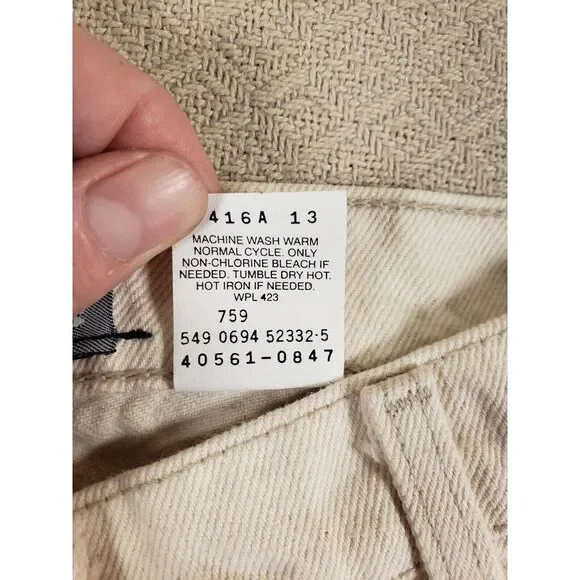 416A 13
MACHINE WASH WARM
NORMAL CYCLE. ONLY
NON-CHLORINE BLEACH IF
NEEDED. TUMBLE DRY HOT.
HOT IRON IF NEEDED.
WPL 423
759
549 0694 52332-5
40561-0847